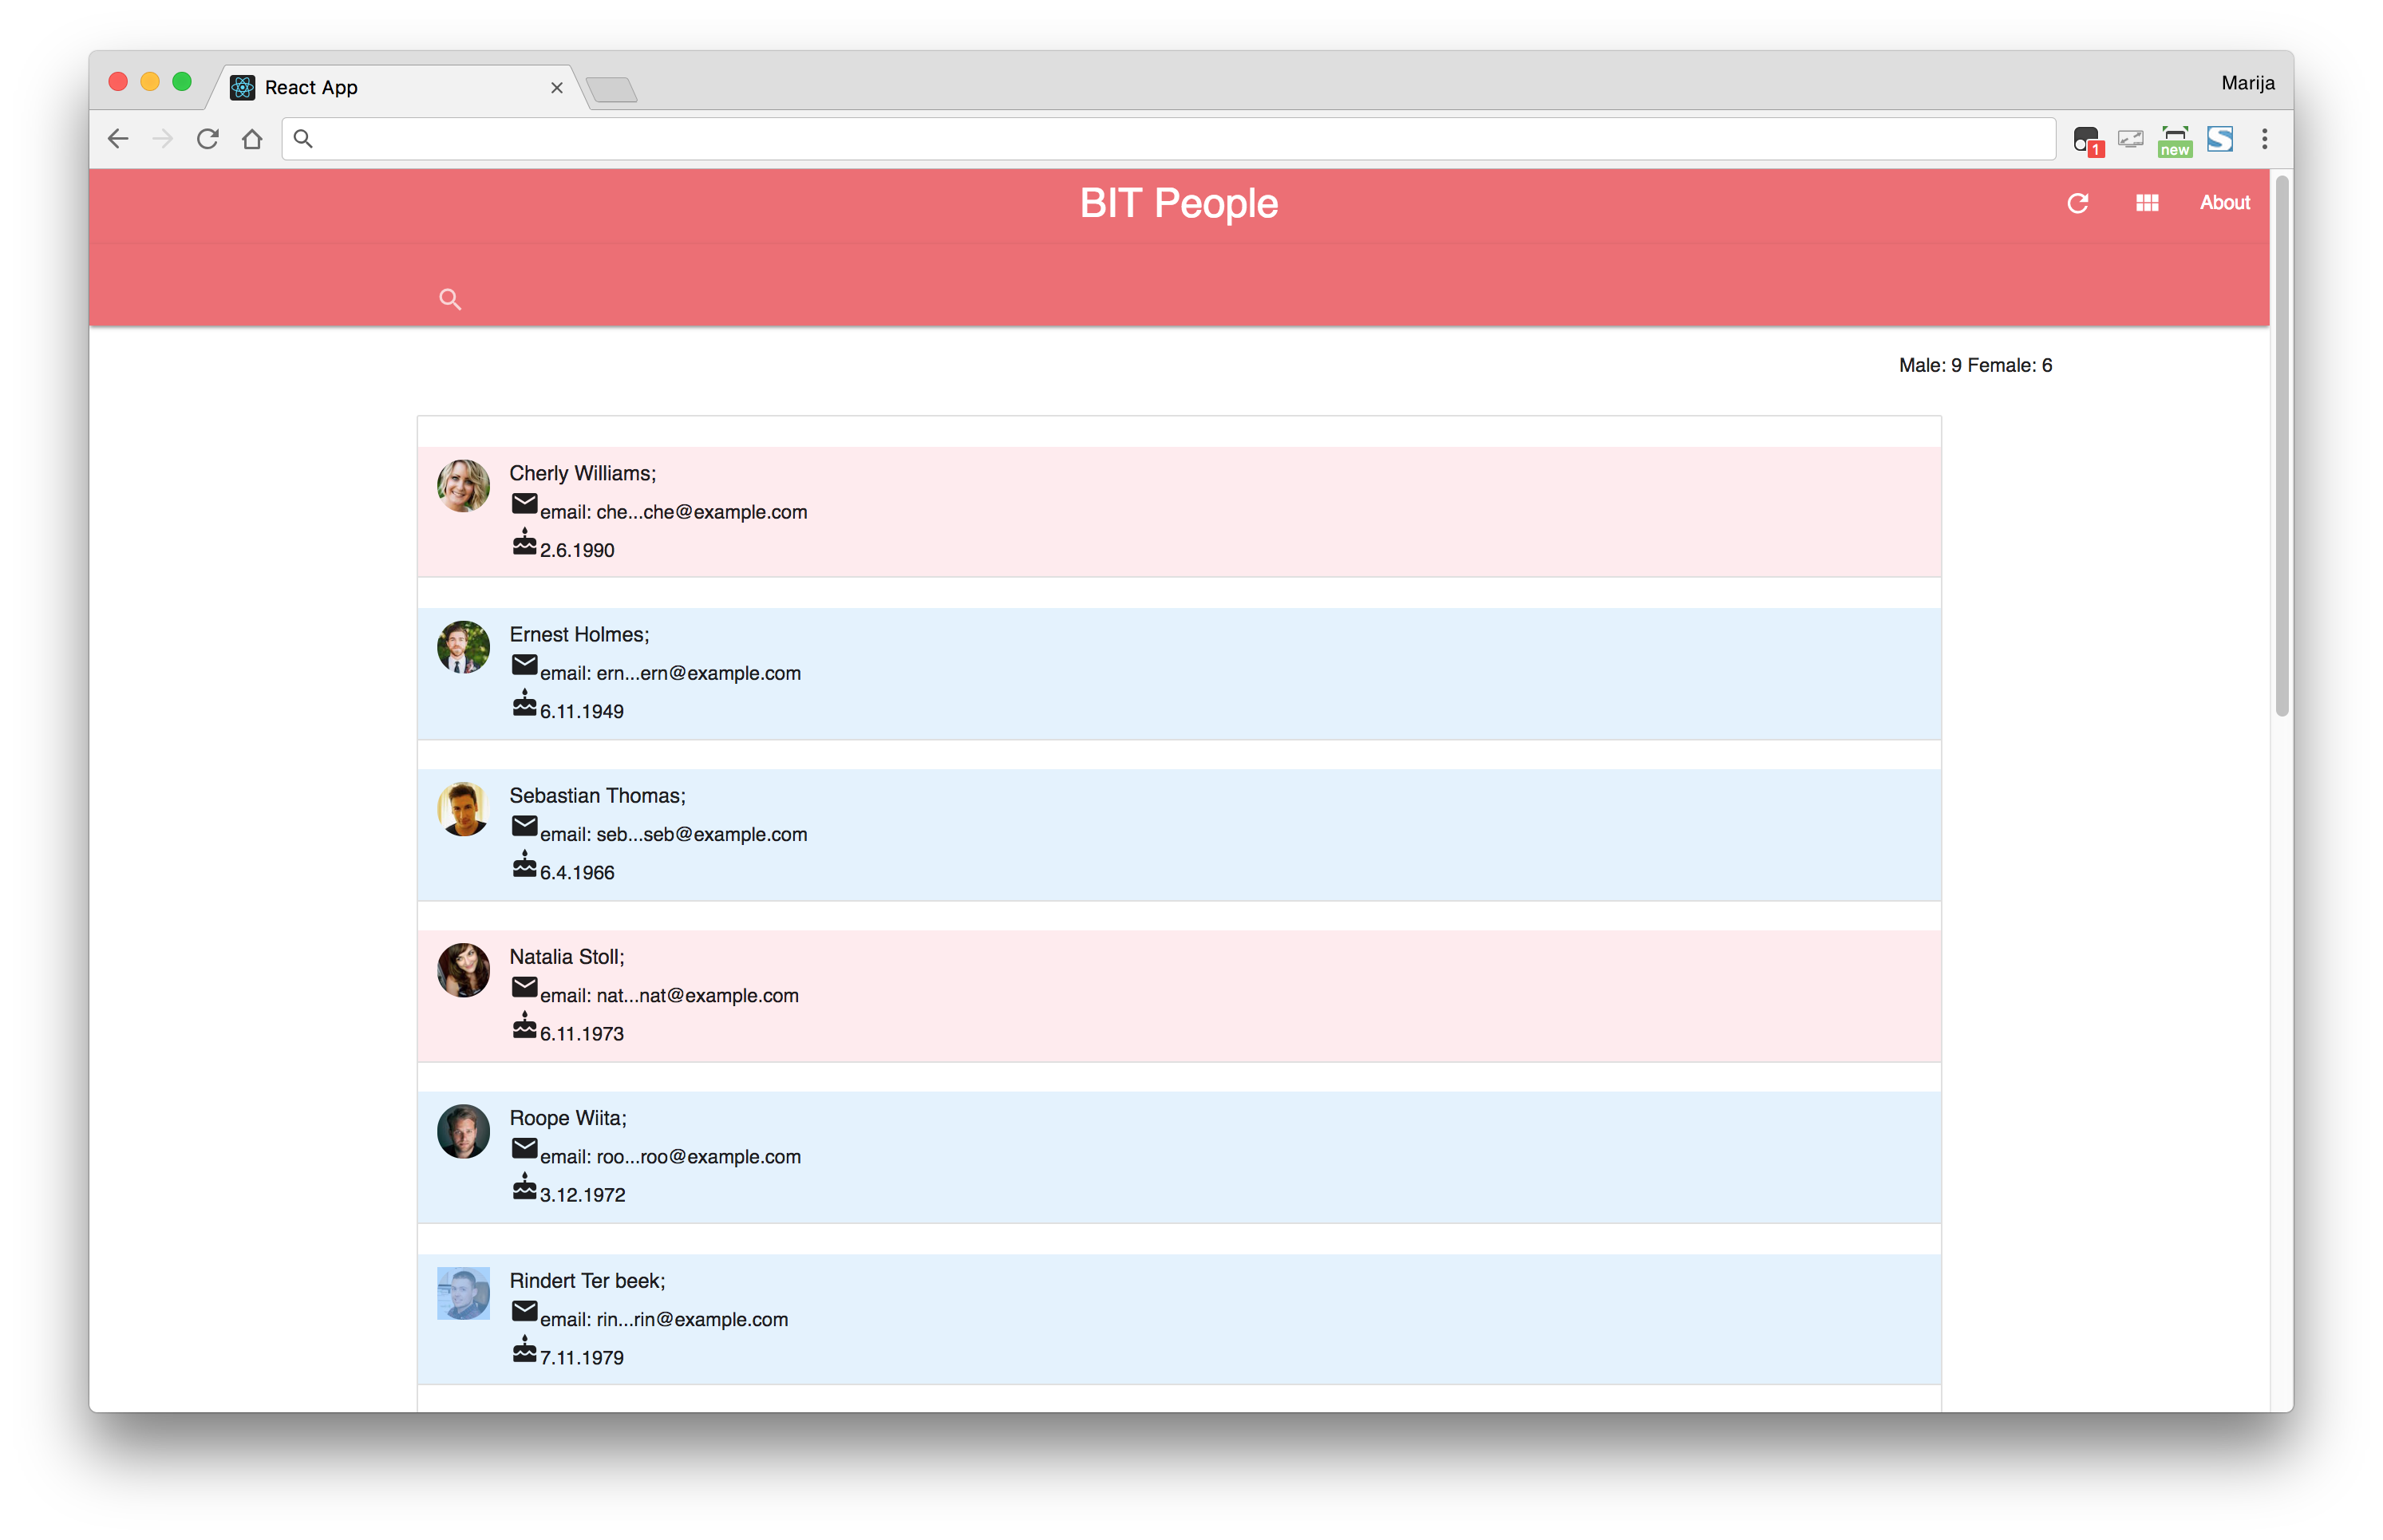 React App
Marija
1
new
BIT People
About
Male: 9 Female: 6
Cherly Williams;
email: che...che@example.com
2.6.1990
Ernest Holmes;
email: ern...ern@example.com
6.11.1949
Sebastian Thomas;
email: seb...seb@example.com
6.4.1966
Natalia Stoll;
email: nat...nat@example.com
6.11.1973
Roope Wiita;
email: roo...roo@example.com
3.12.1972
Rindert Ter beek;
email: rin...rin@example.com
7.11.1979